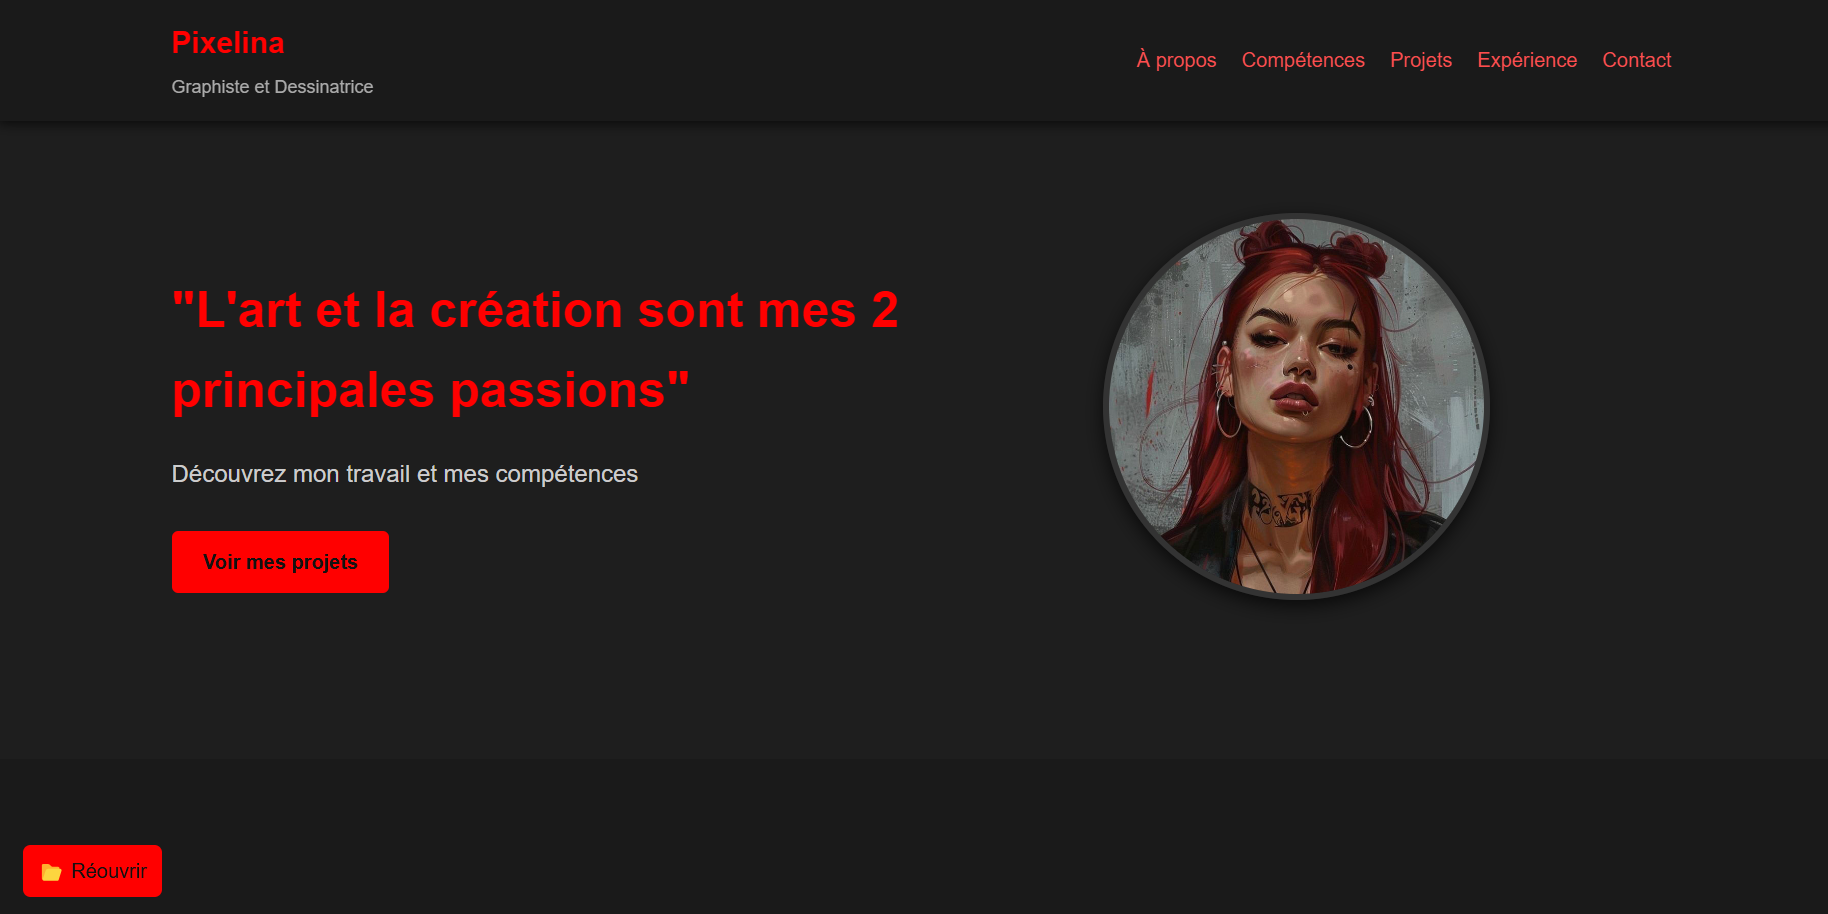 Pixelina
Graphiste et Dessinatrice
À propos Compétences Projets Expérience Contact
"L'art et la création sont mes 2
principales passions"
Découvrez mon travail et mes compétences
Voir mes projets
Réouvrir